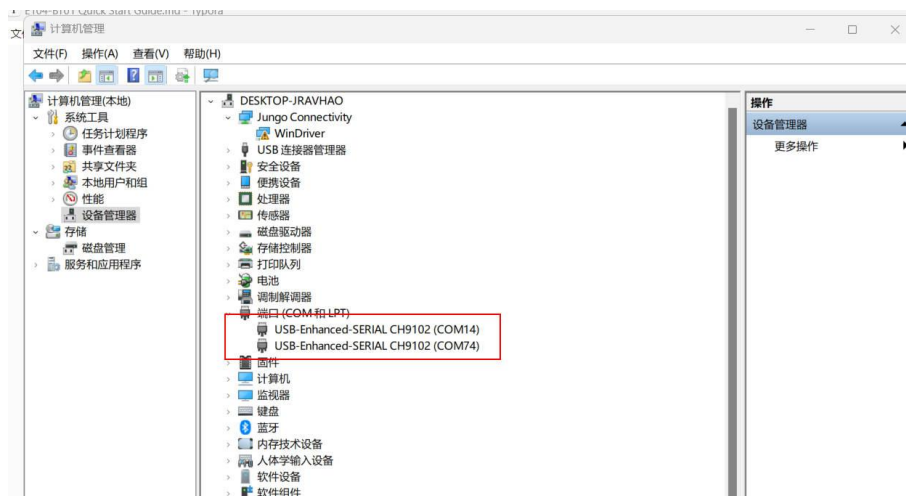 E104-BT01 Quick Start Guide.md - Typora
计算机管理
文件(F) 操作(A) 查看(V) 帮助(H)
计算机管理(本地)
系统工具
任务计划程序
事件查看器
共享文件夹
本地用户和组
性能
设备管理器
存储
磁盘管理
服务和应用程序
DESKTOP-JRAVHAO
Jungo Connectivity
WinDriver
USB 连接器管理器
安全设备
便携设备
处理器
传感器
磁盘驱动器
存储控制器
打印队列
电池
调制解调器
端口 (COM 和 LPT)
USB-Enhanced-SERIAL CH9102 (COM14)
USB-Enhanced-SERIAL CH9102 (COM74)
固件
计算机
监视器
键盘
蓝牙
内存技术设备
人体学输入设备
软件设备
软件组件
操作
设备管理器
更多操作